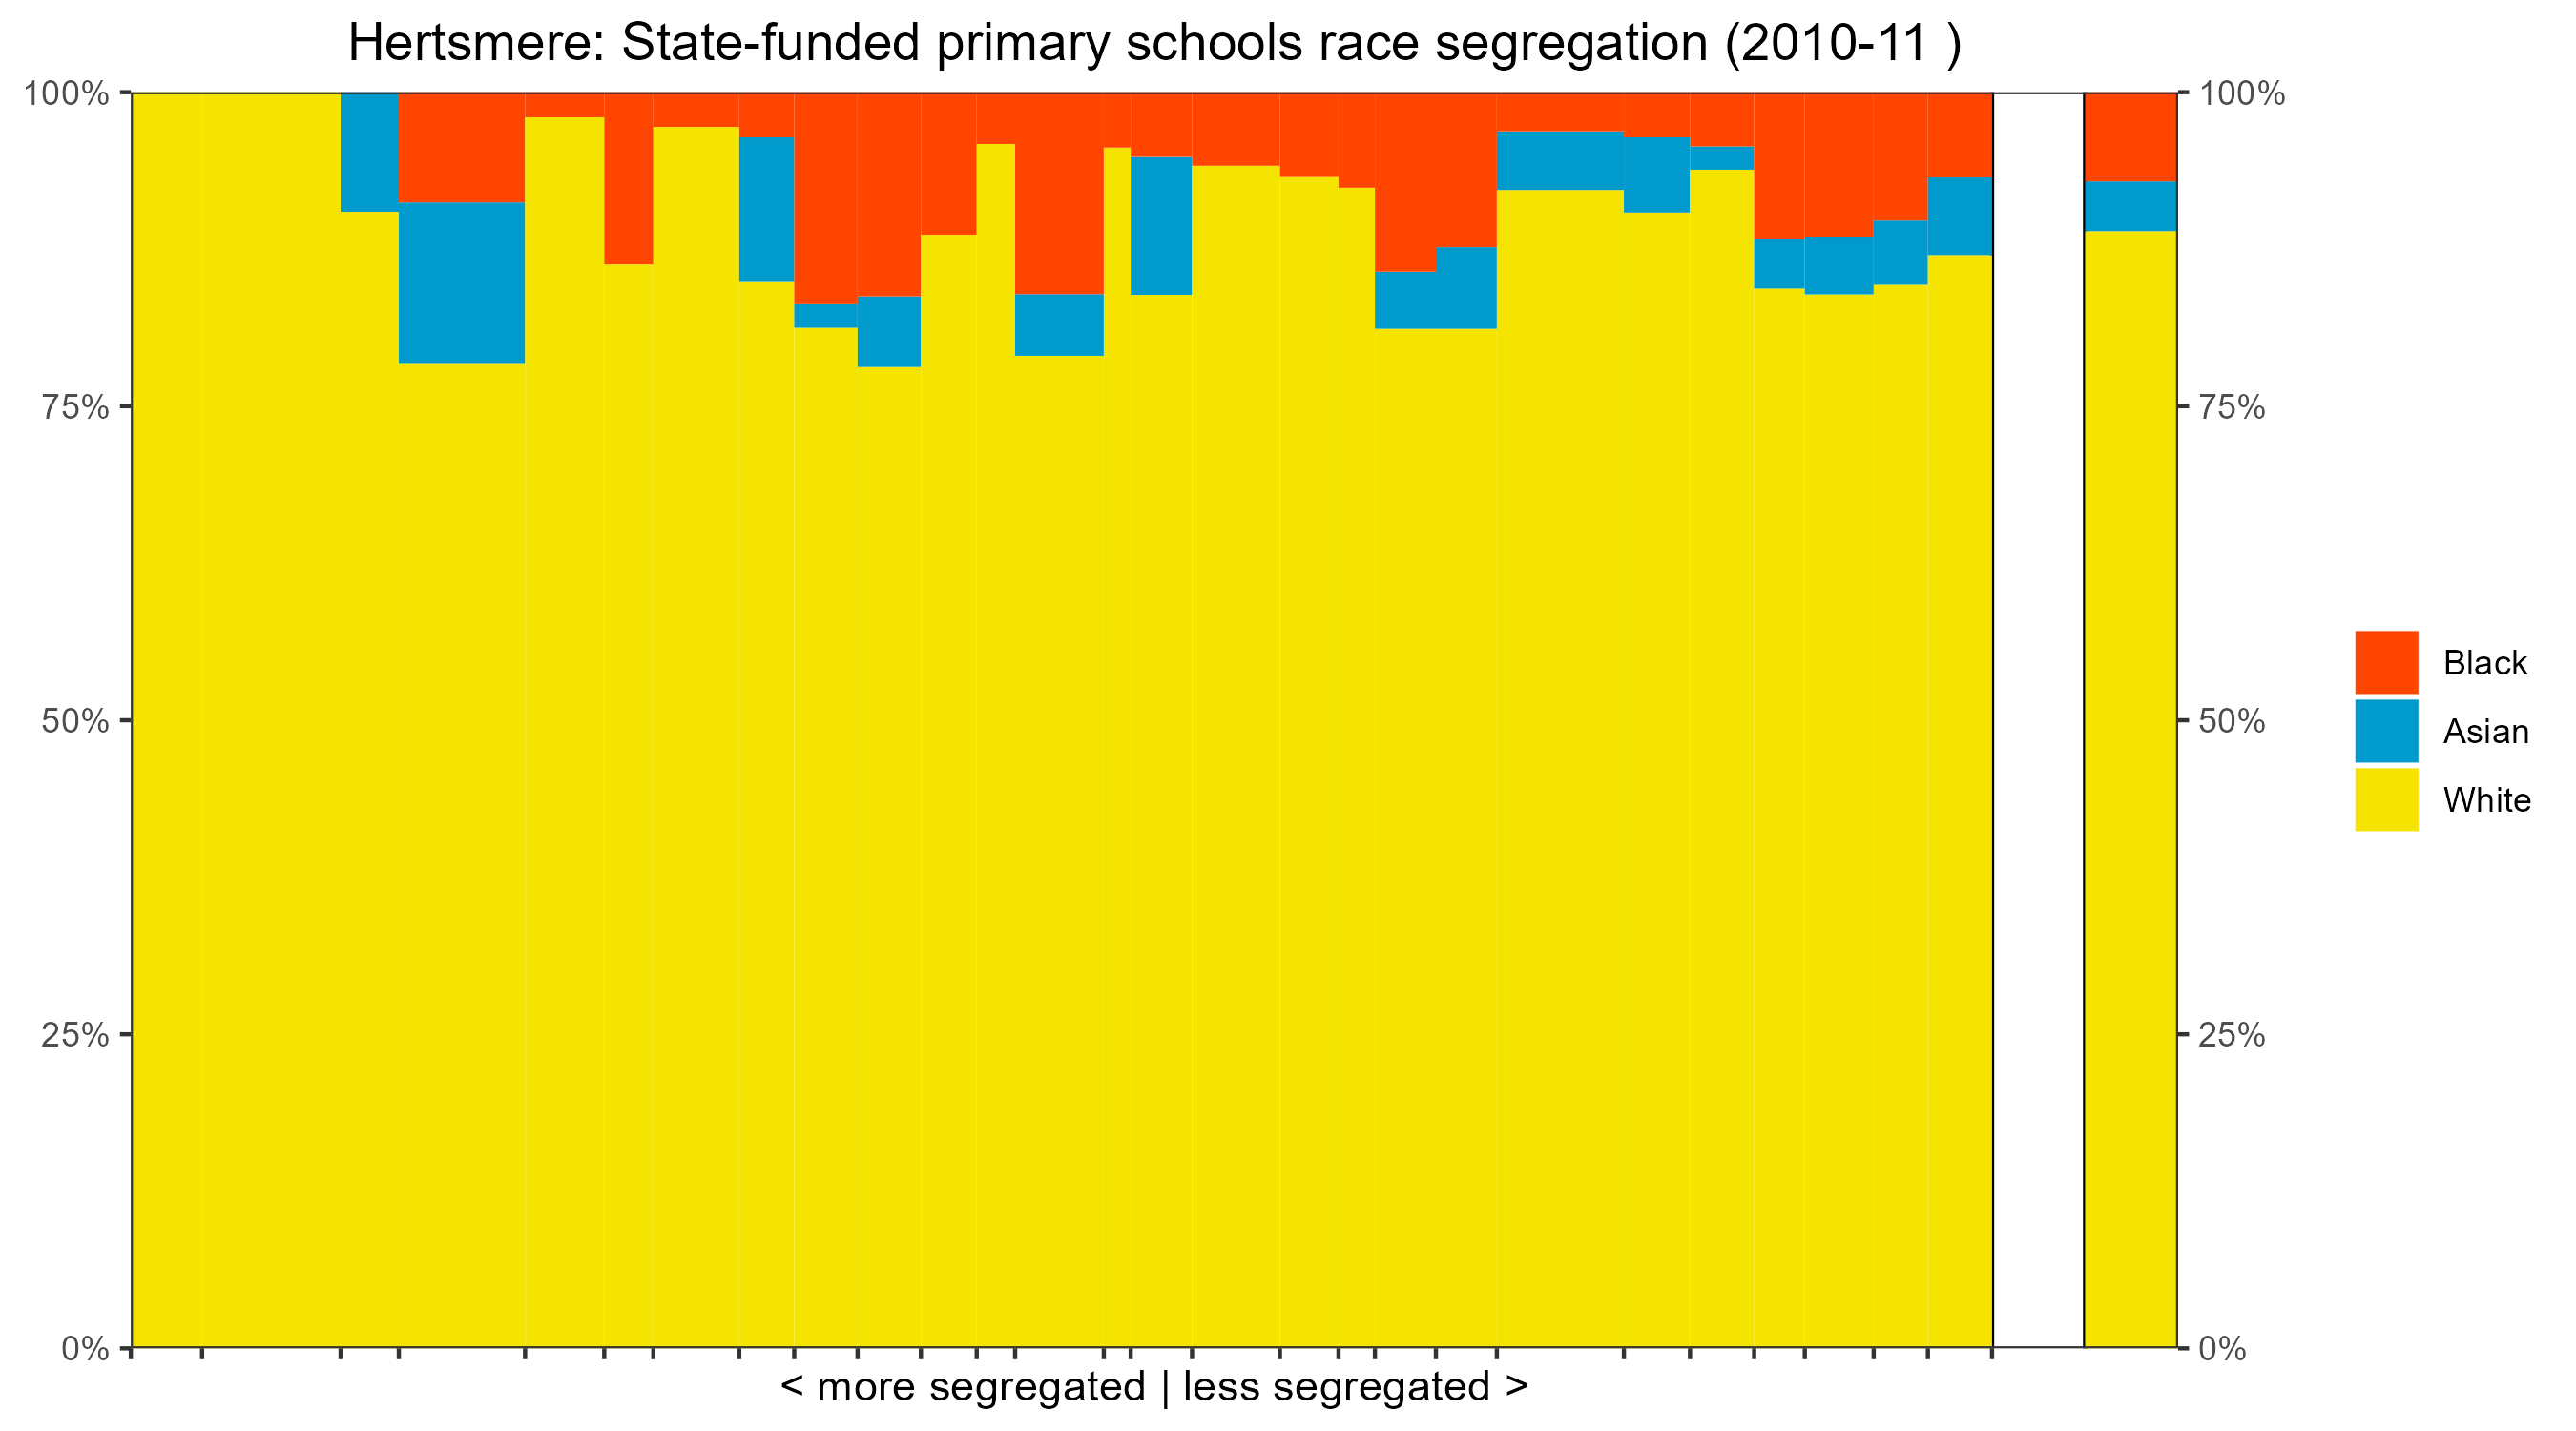 Hertsmere: State-funded primary schools race segregation (2010-11 )
100%
75%
50%
25%
0%
100%
75%
50%
25%
0%
Black
Asian
White
< more segregated | less segregated >